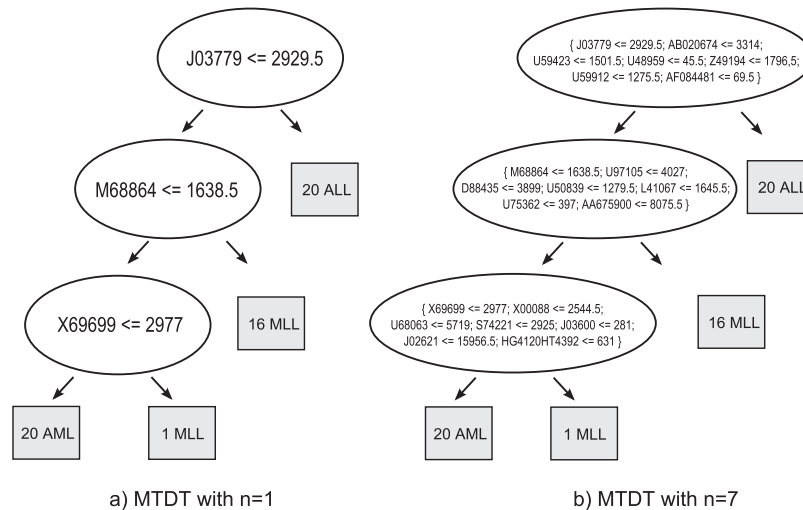 J03779 <= 2929.5
M68864 <= 1638.5
20 ALL
X69699 <= 2977
16 MLL
20 AML
1 MLL
a) MTDT with n=1
{ J03779 <= 2929.5; AB020674 <= 3314;
U59423 <= 1501.5; U48959 <= 45.5; Z49194 <= 1796,5;
U59912 <= 1275.5; AF084481 <= 69.5 }
{ M68864 <= 1638.5; U97105 <= 4027;
D88435 <= 3899; U50839 <= 1279.5; L41067 <= 1645.5;
U75362 <= 397; AA675900 <= 8075.5 }
20 ALL
{ X69699 <= 2977; X00088 <= 2544.5;
U68063 <= 5719; S74221 <= 2925; J03600 <= 281;
J02621 <= 15956.5; HG4120HT4392 <= 631 }
16 MLL
20 AML
1 MLL
b) MTDT with n=7